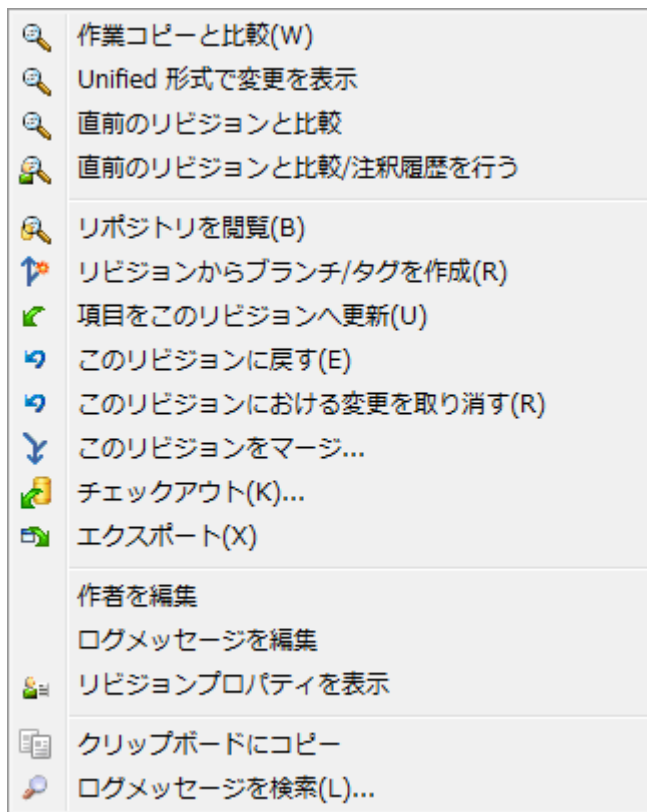 作業コピーと比較(W)
Unified 形式で変更を表示
直前のリビジョンと比較
直前のリビジョンと比較/注釈履歴を行う
リポジトリを閲覧(B)
リビジョンからブランチ/タグを作成(R)
項目をこのリビジョンへ更新(U)
このリビジョンに戻す(E)
このリビジョンにおける変更を取り消す(R)
このリビジョンをマージ...
チェックアウト(K)...
エクスポート(X)
作者を編集
ログメッセージを編集
リビジョンプロパティを表示
クリップボードにコピー
ログメッセージを検索(L)...